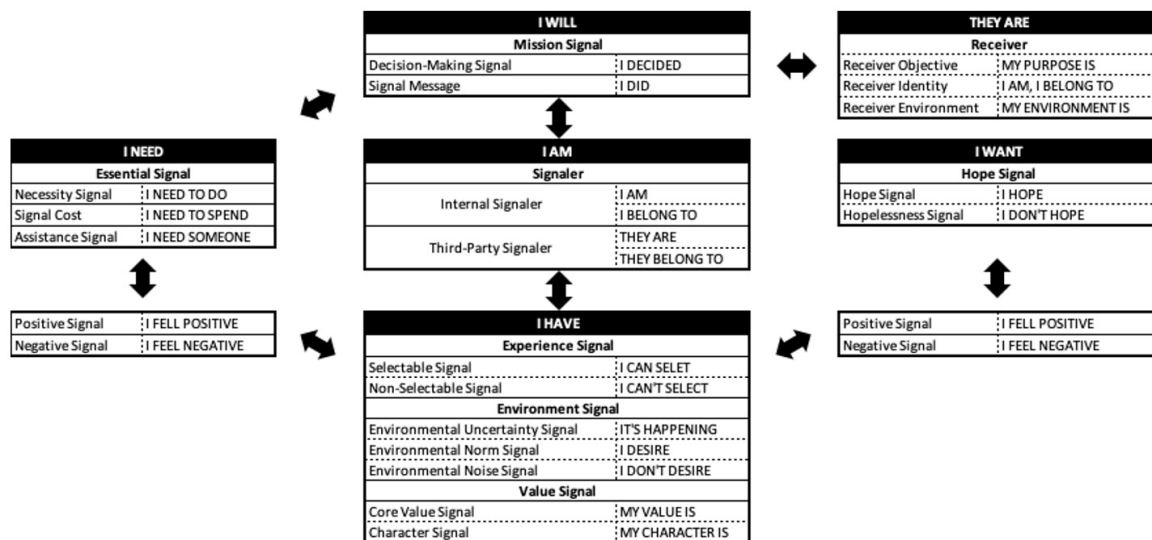 I WILL
Mission Signal
Decision-Making Signal I DECIDED
Signal Message I DID
THEY ARE
Receiver
Receiver Objective MY PURPOSE IS
Receiver Identity I AM, I BELONG TO
Receiver Environment MY ENVIRONMENT IS
I NEED
Essential Signal
Necessity Signal I NEED TO DO
Signal Cost I NEED TO SPEND
Assistance Signal I NEED SOMEONE
I AM
Signaler
Internal Signaler I AM
I BELONG TO
Third-Party Signaler THEY ARE
THEY BELONG TO
I WANT
Hope Signal
Hope Signal I HOPE
Hopelessness Signal I DON'T HOPE
Positive Signal I FELL POSITIVE
Negative Signal I FEEL NEGATIVE
I HAVE
Experience Signal
Selectable Signal I CAN SELET
Non-Selectable Signal I CAN'T SELECT
Environment Signal
Environmental Uncertainty Signal IT'S HAPPENING
Environmental Norm Signal I DESIRE
Environmental Noise Signal I DON'T DESIRE
Value Signal
Core Value Signal MY VALUE IS
Character Signal MY CHARACTER IS
Positive Signal I FELL POSITIVE
Negative Signal I FEEL NEGATIVE